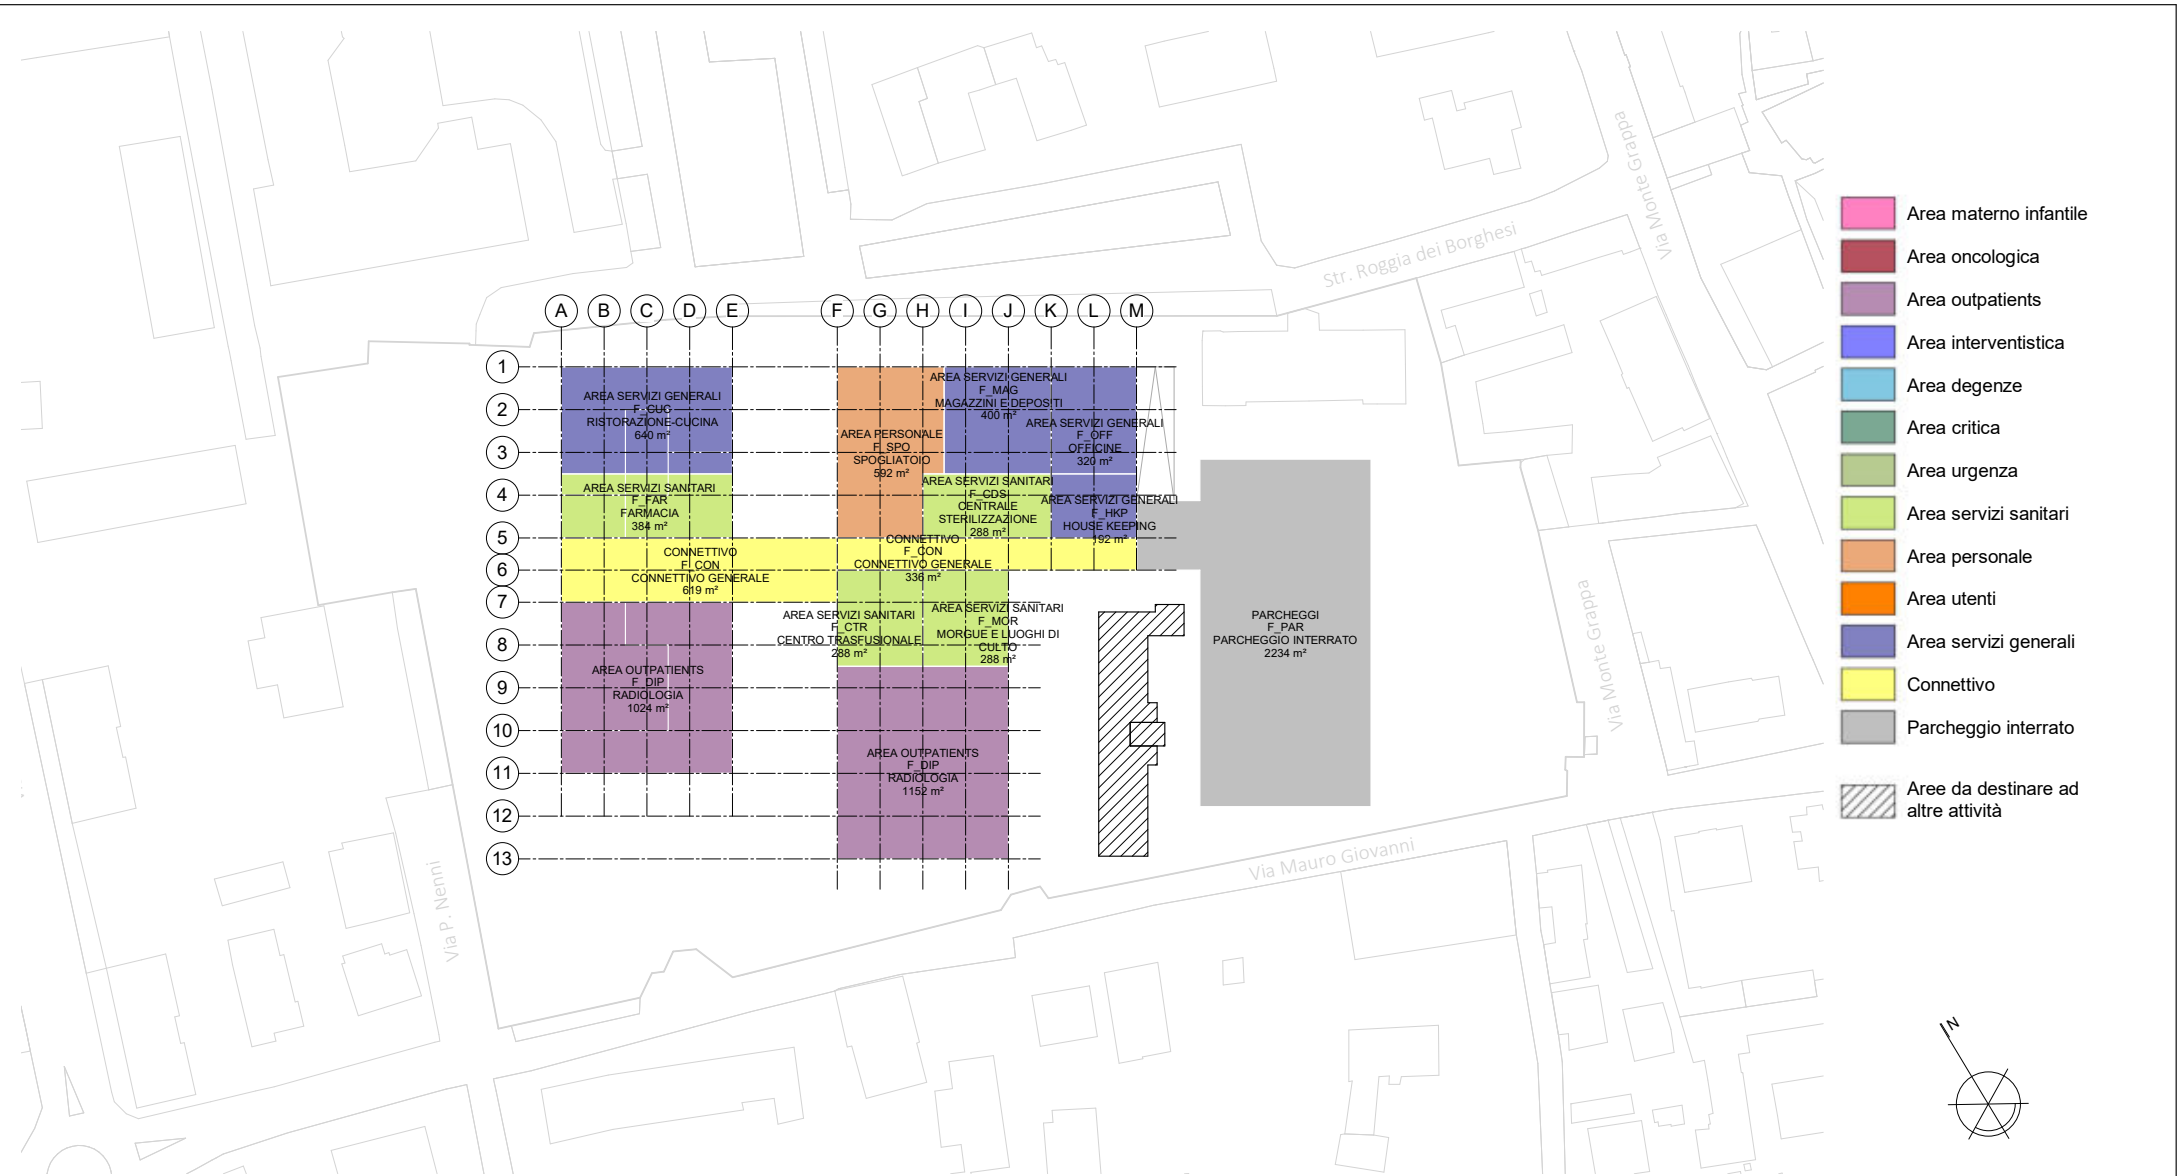 Via Monte Grappa
Via Monte Grappa
Str. Roggia dei Borghesi
A
B
C
D
E
F
G
H
I
J
K
L
M
1
2
3
4
5
6
7
8
9
10
11
12
13
AREA SERVIZI GENERALI
F_CUC
RISTORAZIONE-CUCINA
640 m²
AREA SERVIZI SANITARI
F_FAR
FARMACIA
384 m²
CONNETTIVO
F_CON
CONNETTIVO GENERALE
619 m²
AREA OUTPATIENTS
F_DIP
RADIOLOGIA
1024 m²
AREA PERSONALE
F_SPO
SPOGLIATOIO
592 m²
AREA SERVIZI GENERALI
F_MAG
MAGAZZINI E DEPOSITI
400 m²
AREA SERVIZI GENERALI
F_OFF
OFFICINE
320 m²
AREA SERVIZI SANITARI
F_CDS
CENTRALE
STERILIZZAZIONE
288 m²
AREA SERVIZI GENERALI
F_HKP
HOUSE KEEPING
192 m²
CONNETTIVO
F_CON
CONNETTIVO GENERALE
336 m²
AREA SERVIZI SANITARI
F_CTR
CENTRO TRASFUSIONALE
288 m²
AREA SERVIZI SANITARI
F_MOR
MORGUE E LUOGHI DI
CULTO
288 m²
AREA OUTPATIENTS
F_DIP
RADIOLOGIA
1152 m²
PARCHEGGI
F_PAR
PARCHEGGIO INTERRATO
2234 m²
Via Monte Grappa
Via Mauro Giovanni
Via P. Nenni
Area materno infantile
Area oncologica
Area outpatients
Area interventistica
Area degenze
Area critica
Area urgenza
Area servizi sanitari
Area personale
Area utenti
Area servizi generali
Connettivo
Parcheggio interrato
Aree da destinare ad
altre attività
N